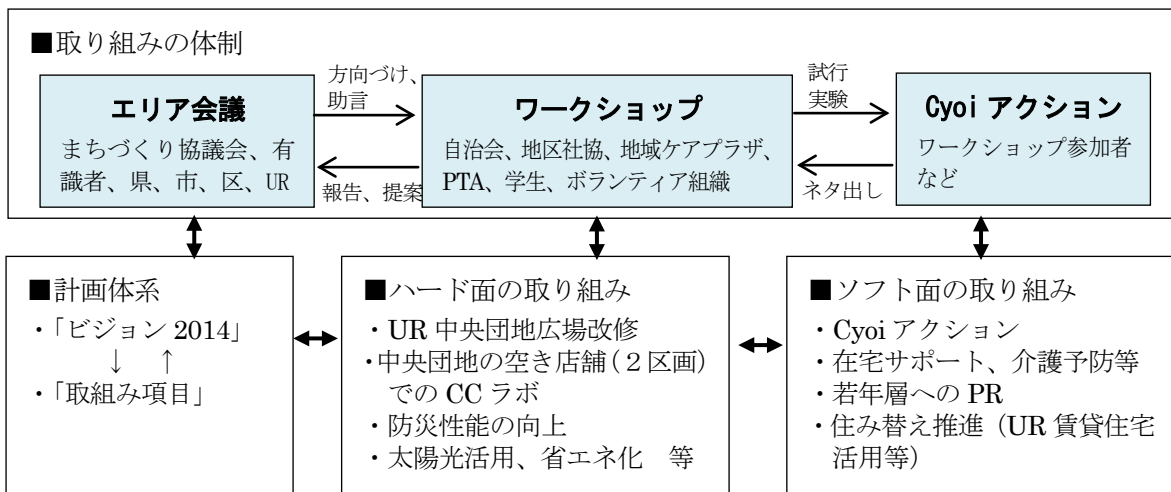 ■取り組みの体制
エリア会議
まちづくり協議会、有
識者、県、市、区、UR
方向づけ、
助言
報告、提案
ワークショップ
自治会、地区社協、地域ケアプラザ、
PTA、学生、ボランティア組織
試行
実験
ネタ出し
Cyoi アクション
ワークショップ参加者
など
■計画体系
・「ビジョン 2014」
↓ ↑
・「取組み項目」
■ハード面の取り組み
・UR 中央団地広場改修
・中央団地の空き店舗(２区画)
での CC ラボ
・防災性能の向上
・太陽光活用、省エネ化　等
■ソフト面の取り組み
・Cyoi アクション
・在宅サポート、介護予防等
・若年層への PR
・住み替え推進（UR 賃貸住宅
活用等）